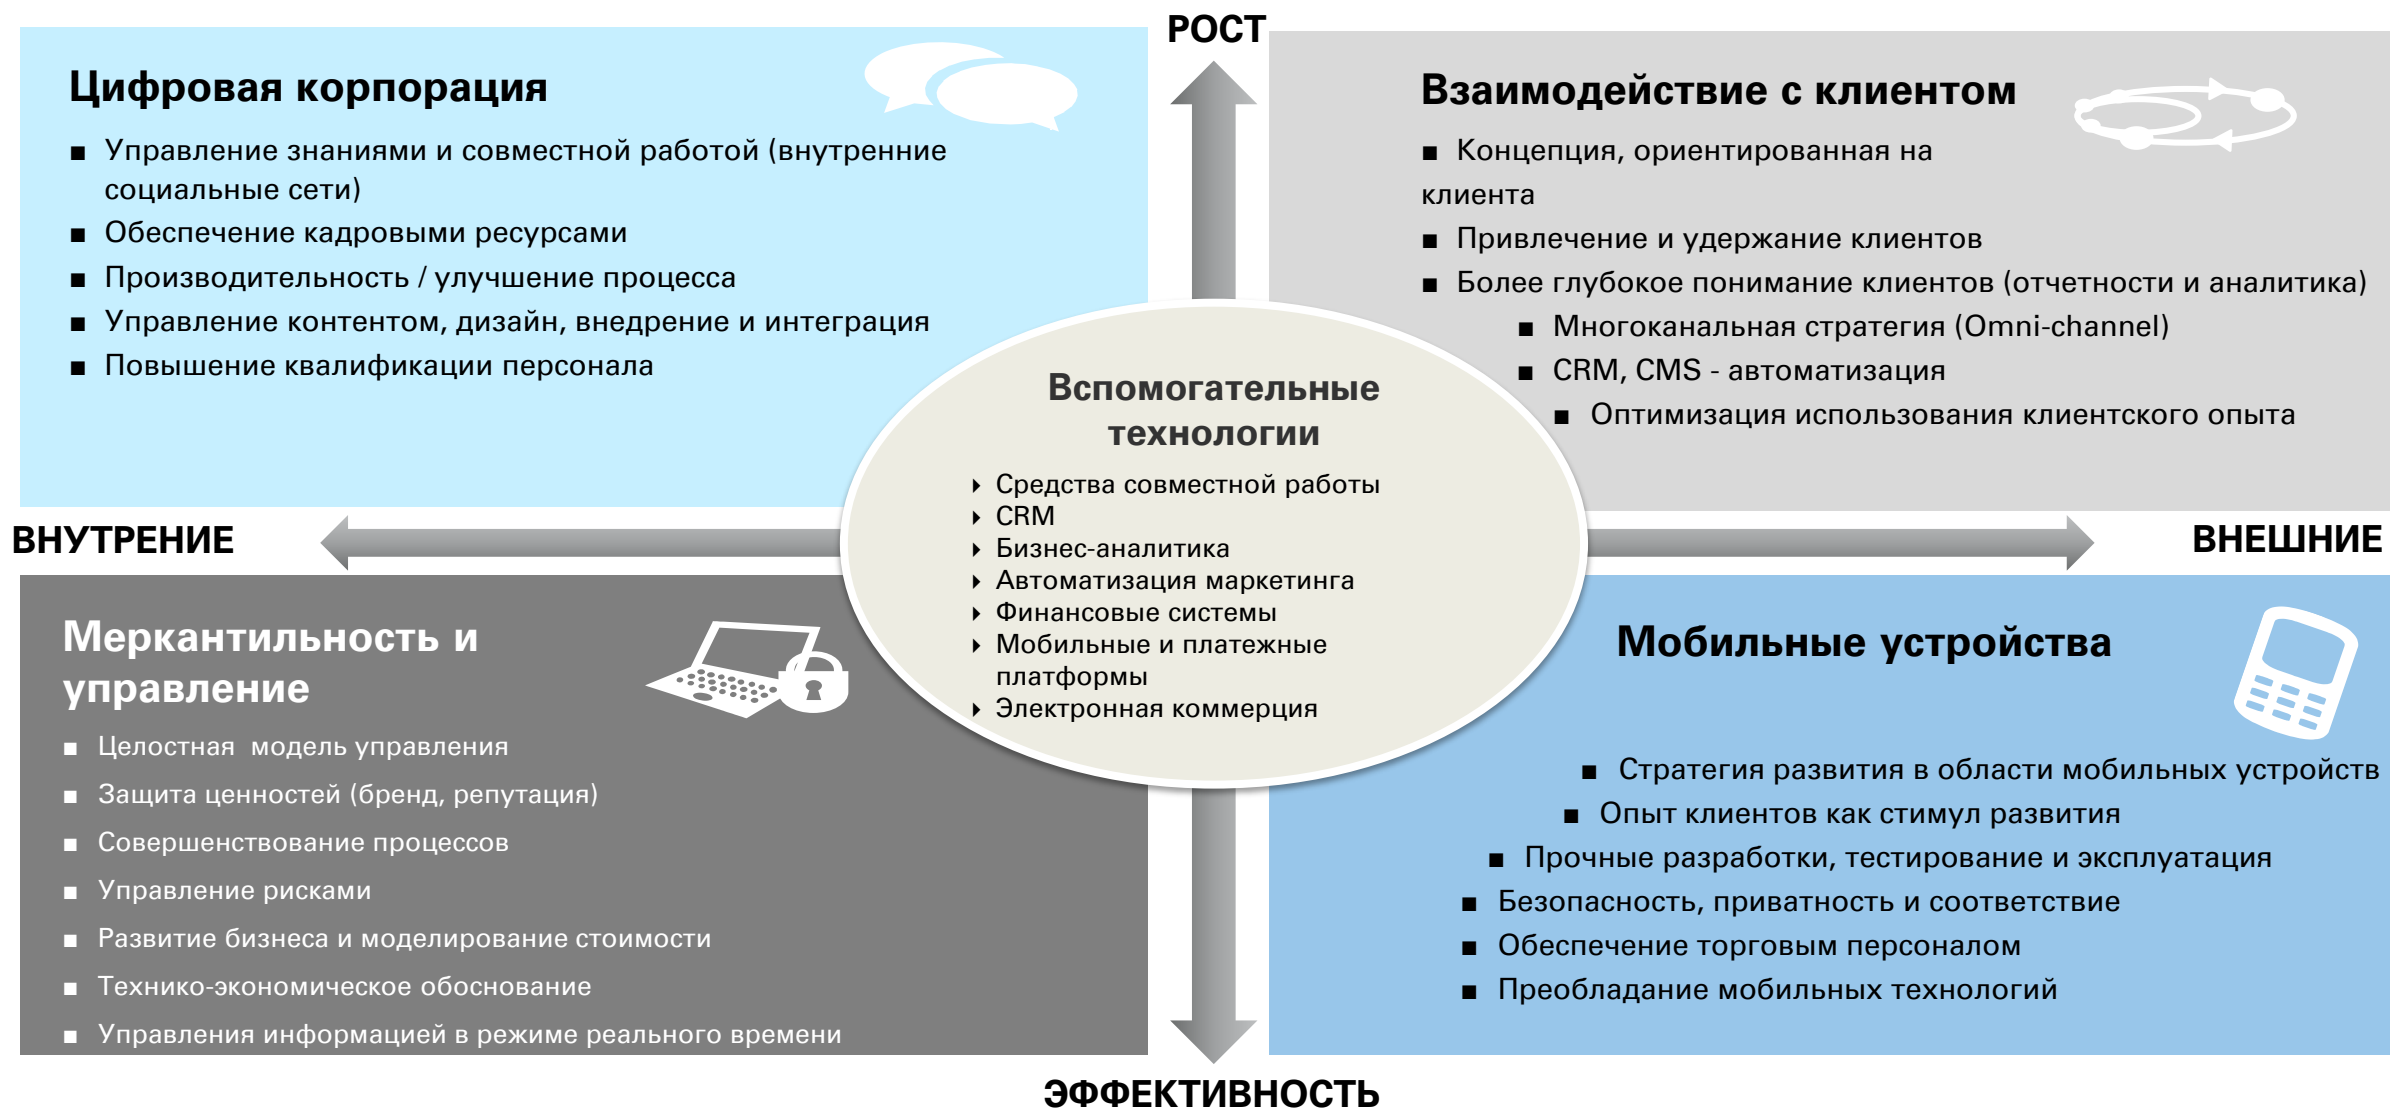 РОСТ
Цифровая корпорация
■ Управление знаниями и совместной работой (внутренние
социальные сети)
■ Обеспечение кадровыми ресурсами
■ Производительность / улучшение процесса
■ Управление контентом, дизайн, внедрение и интеграция
■ Повышение квалификации персонала
Взаимодействие с клиентом
■ Концепция, ориентированная на
клиента
■ Привлечение и удержание клиентов
■ Более глубокое понимание клиентов (отчетности и аналитика)
■ Многоканальная стратегия (Omni-channel)
■ CRM, CMS - автоматизация
■ Оптимизация использования клиентского опыта
Вспомогательные
технологии
Средства совместной работы
CRM
Бизнес-аналитика
Автоматизация маркетинга
Финансовые системы
Мобильные и платежные
платформы
Электронная коммерция
ВНУТРЕНИЕ
ВНЕШНИЕ
Меркантильность и
управление
■ Целостная модель управления
■ Защита ценностей (бренд, репутация)
■ Совершенствование процессов
■ Управление рисками
■ Развитие бизнеса и моделирование стоимости
■ Технико-экономическое обоснование
■ Управления информацией в режиме реального времени
Мобильные устройства
■ Стратегия развития в области мобильных устройств
■ Опыт клиентов как стимул развития
■ Прочные разработки, тестирование и эксплуатация
■ Безопасность, приватность и соответствие
■ Обеспечение торговым персоналом
■ Преобладание мобильных технологий
ЭФФЕКТИВНОСТЬ